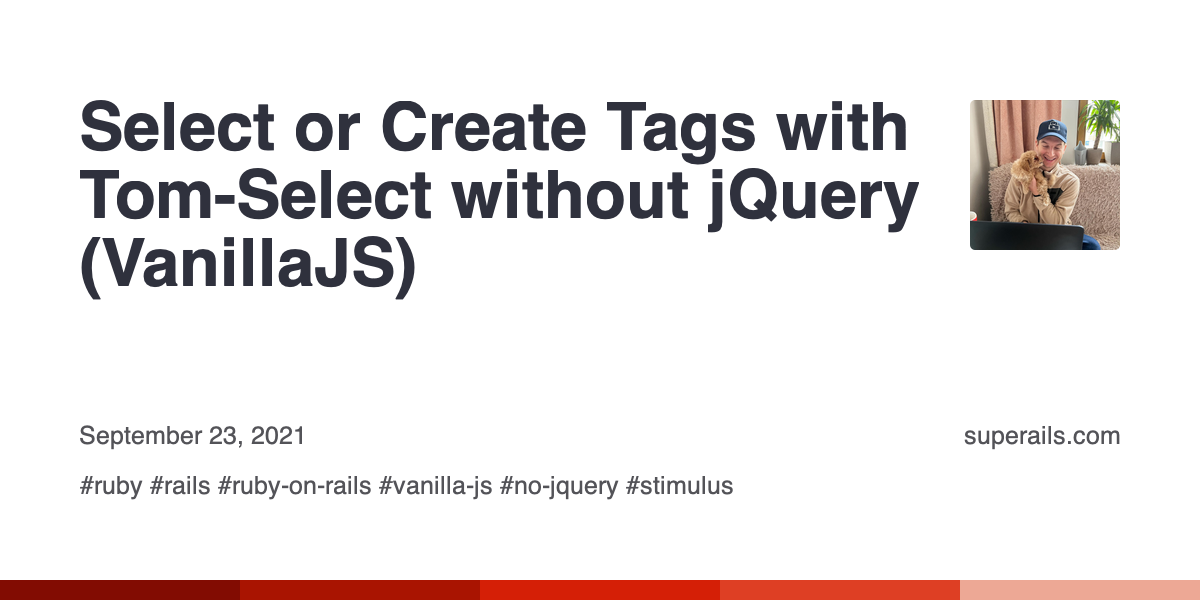 Select or Create Tags with
Tom-Select without jQuery
(VanillaJS)
September 23, 2021
superails.com
#ruby #rails #ruby-on-rails #vanilla-js #no-jquery #stimulus